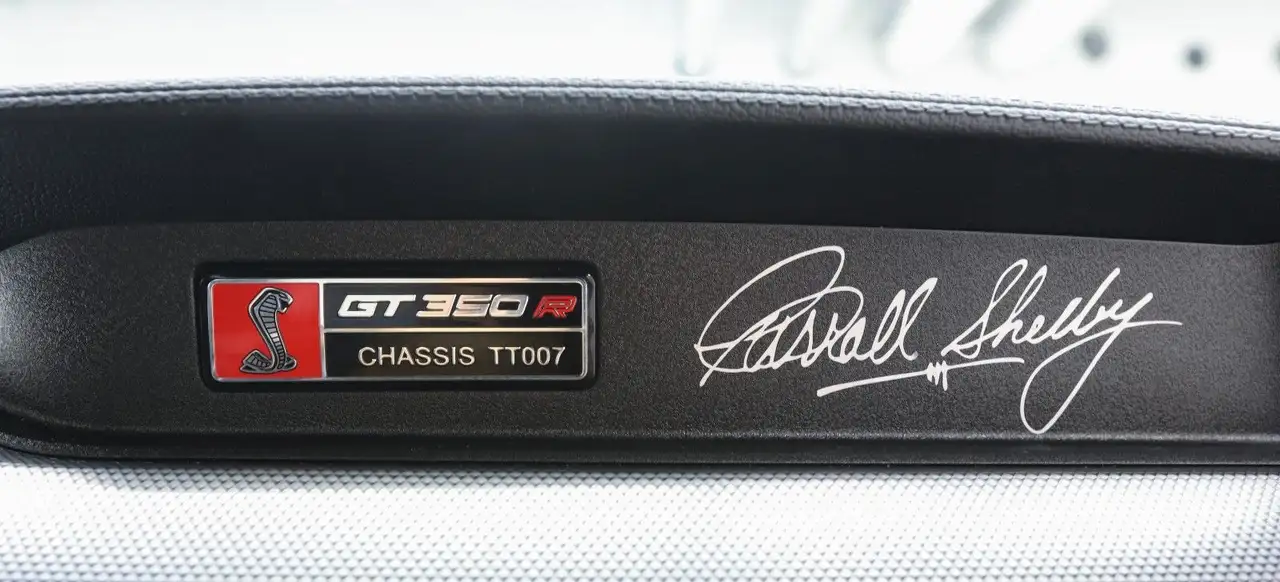 GT350R
CHASSIS TT007
Carroll Shelby